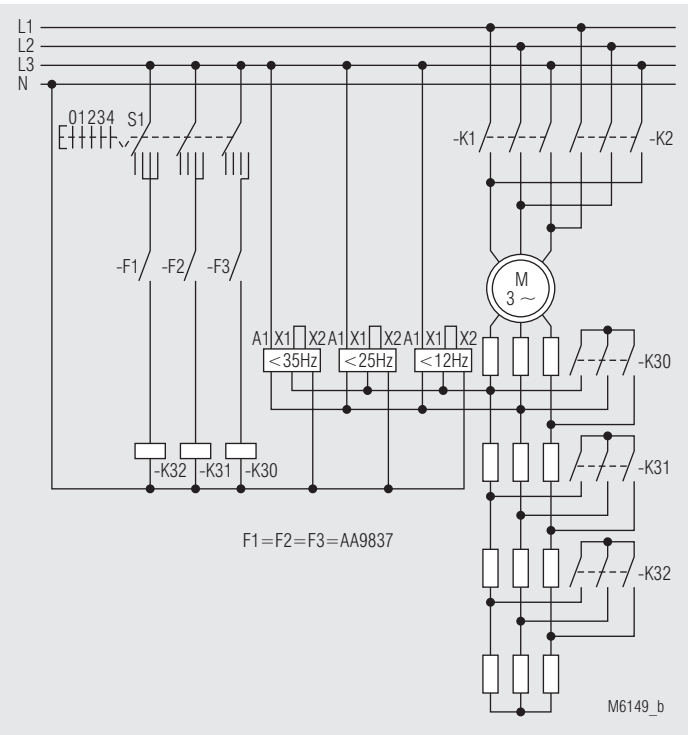 L1
L2
L3
N
01234 S1
-K1 -K2
-F1 -F2 -F3
M
3 ~
A1 X1 X2 A1 X1 X2 A1 X1 X2
<35Hz <25Hz <12Hz
-K30
-K32 -K31 -K30
-K31
F1=F2=F3=AA9837
-K32
M6149_b